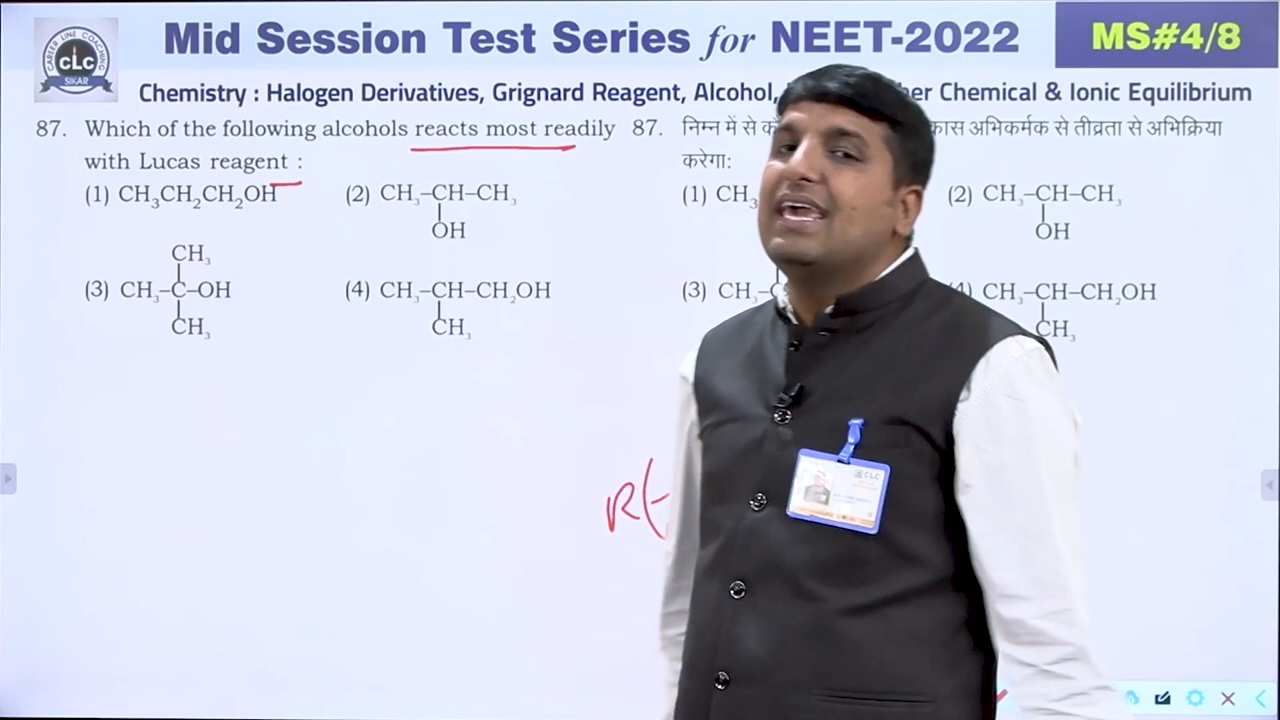 CAREER LINE COACHING
CLC
SIKAR
Mid Session Test Series for NEET-2022
MS#4/8
Chemistry : Halogen Derivatives, Grignard Reagent, Alcohol, her Chemical & Ionic Equilibrium
87. Which of the following alcohols reacts most readily
with Lucas reagent :
(1) CH₃CH₂CH₂OH (2) CH₃–CH–CH₃
OH
CH₃
(3) CH₃–C–OH (4) CH₃–CH–CH₂OH
CH₃ CH₃
87. निम्न में से कास अभिकर्मक से तीव्रता से अभिक्रिया
करेगा:
(1) CH₃ (2) CH₃–CH–CH₃
OH
(3) CH₃–C (4) CH₃–CH–CH₂OH
CH₃
R
CLC